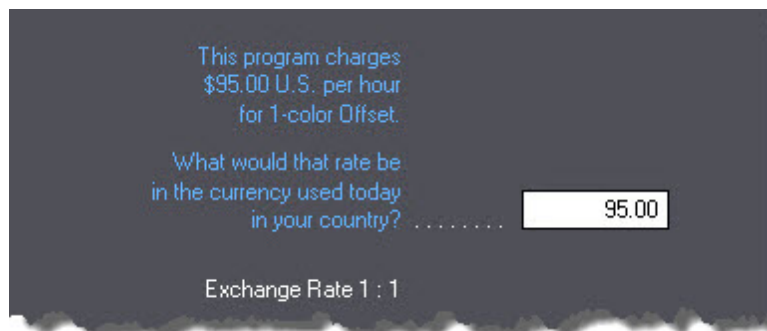 This program charges
$95.00 U.S. per hour
for 1-color Offset.
What would that rate be
in the currency used today
in your country? . . . . . . . . 95.00
Exchange Rate 1 : 1